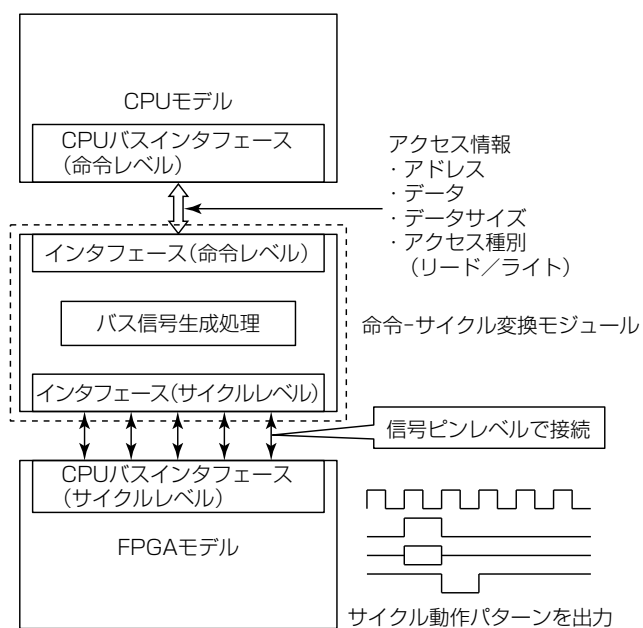 CPUモデル
CPUバスインタフェース
(命令レベル)
アクセス情報
・アドレス
・データ
・データサイズ
・アクセス種別
(リード／ライト)
インタフェース(命令レベル)
バス信号生成処理
命令-サイクル変換モジュール
インタフェース(サイクルレベル)
信号ピンレベルで接続
CPUバスインタフェース
(サイクルレベル)
FPGAモデル
サイクル動作パターンを出力